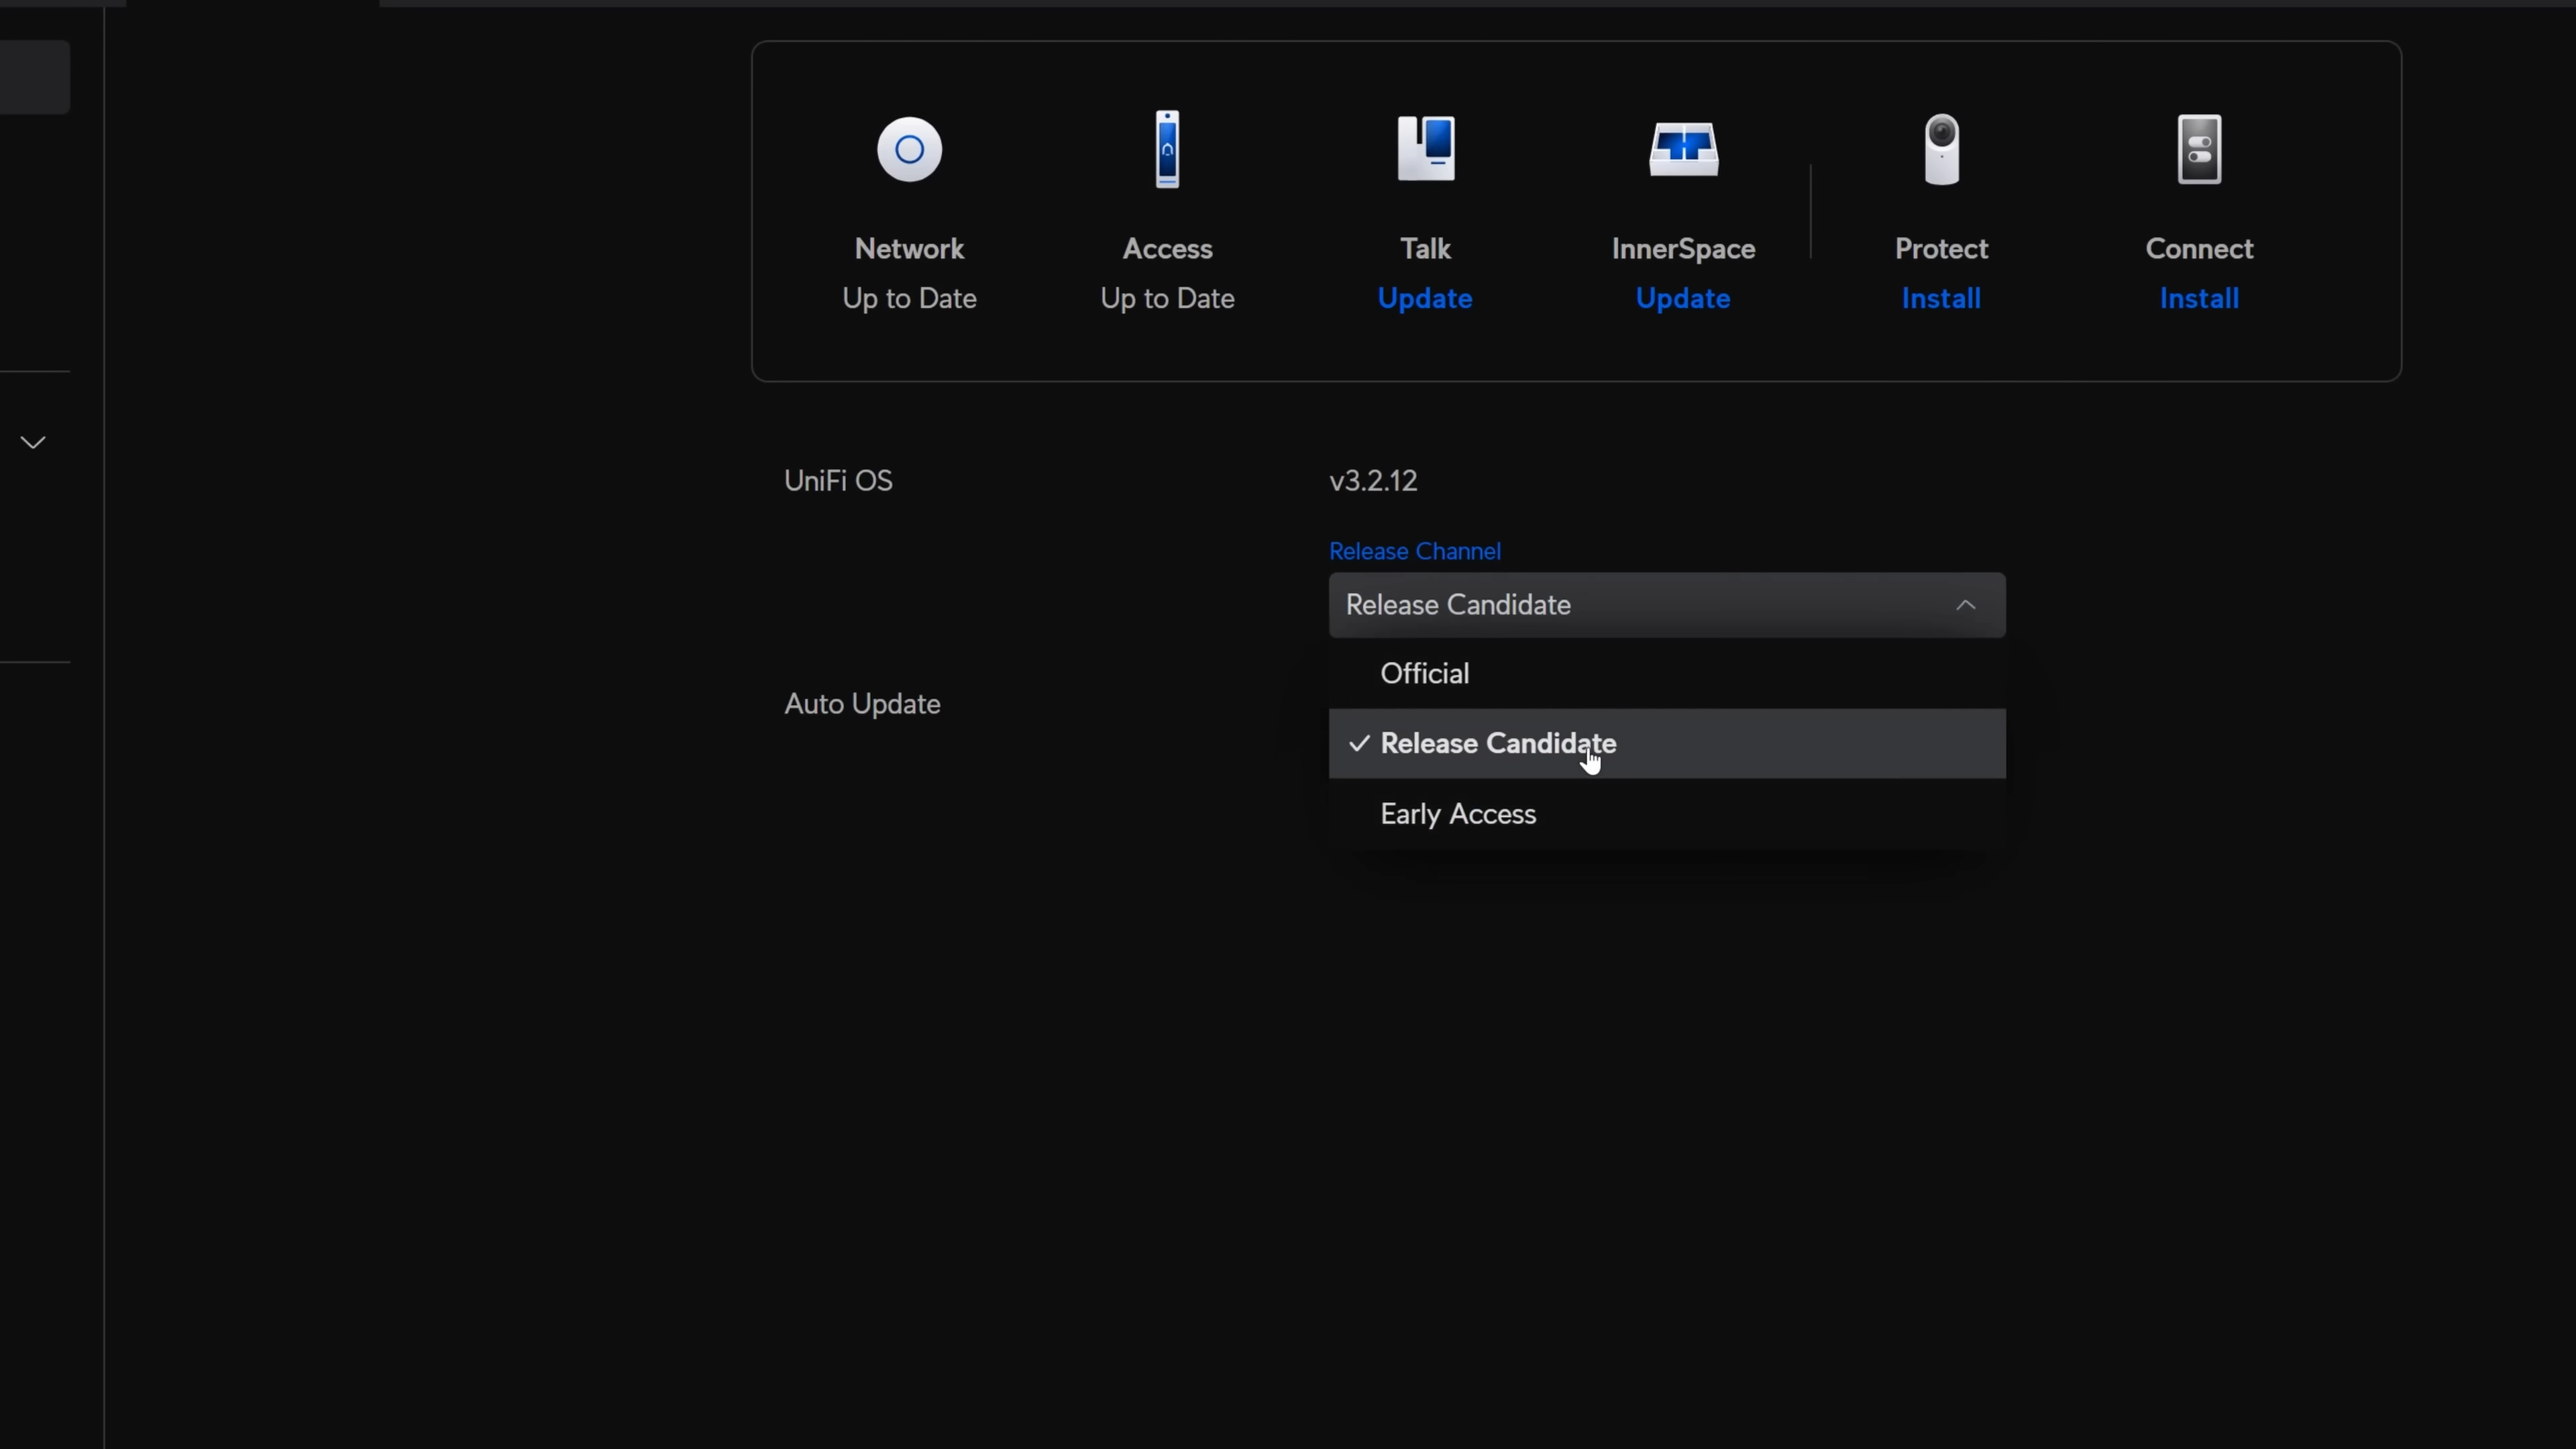 Network
Access
Talk
InnerSpace
Protect
Connect
Up to Date
Up to Date
Update
Update
Install
Install
UniFi OS
v3.2.12
Release Channel
Release Candidate
Official
Auto Update
Release Candidate
Early Access